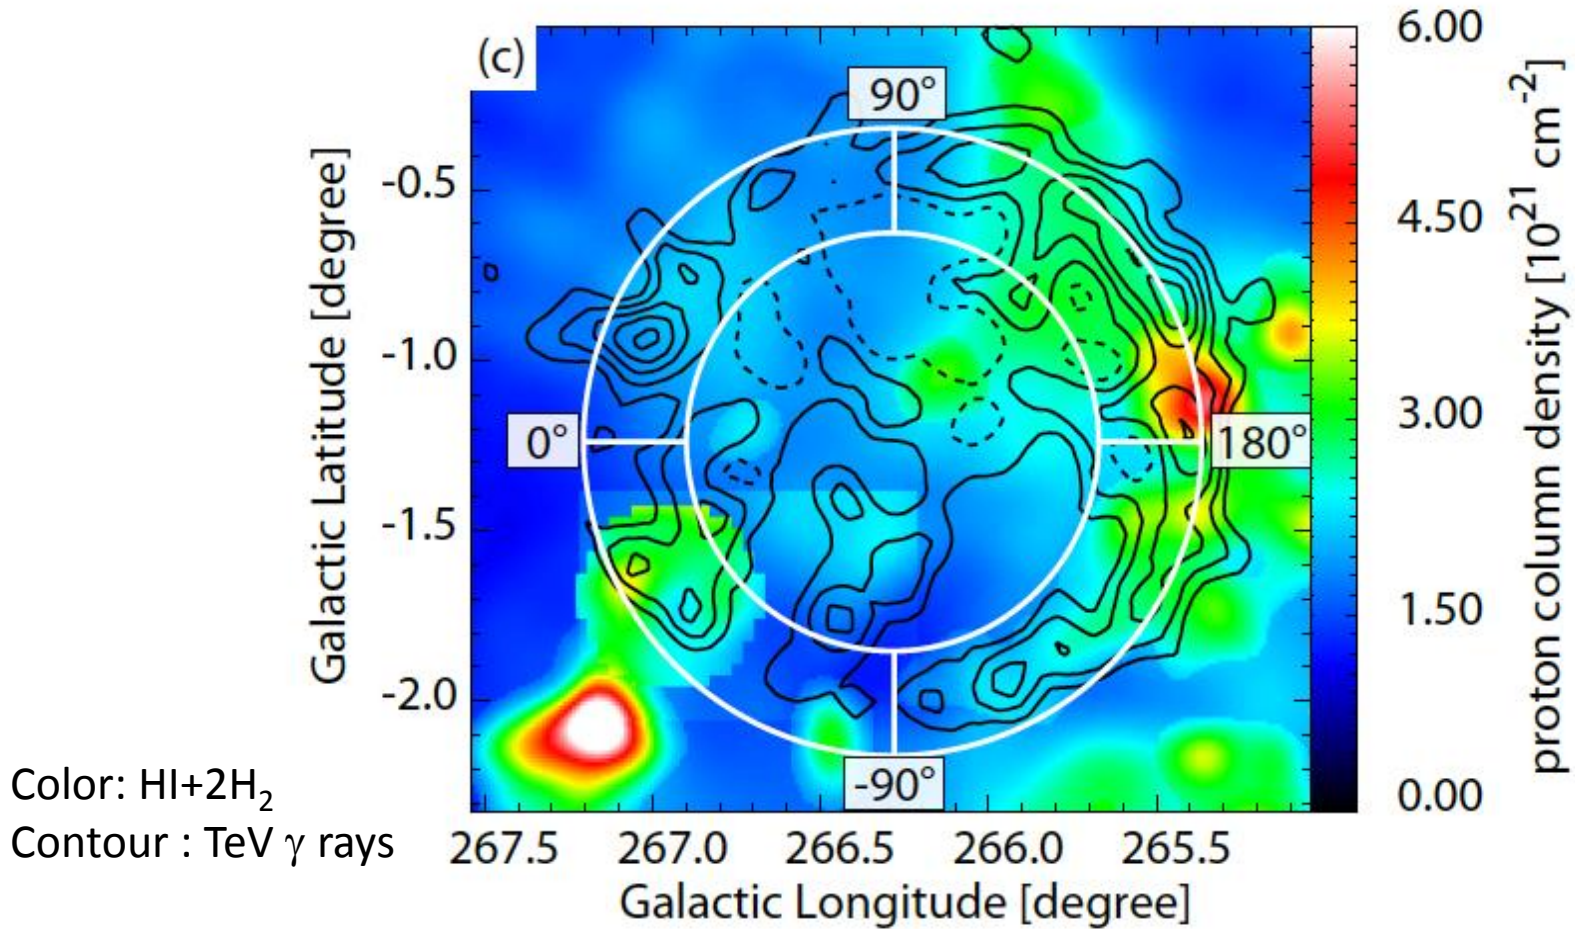 (c)
90°
0°
180°
-90°
Galactic Latitude [degree]
-0.5
-1.0
-1.5
-2.0
267.5 267.0 266.5 266.0 265.5
Galactic Longitude [degree]
6.00
4.50
3.00
1.50
0.00
proton column density [10²¹ cm⁻²]
Color: HI+2H₂
Contour : TeV γ rays